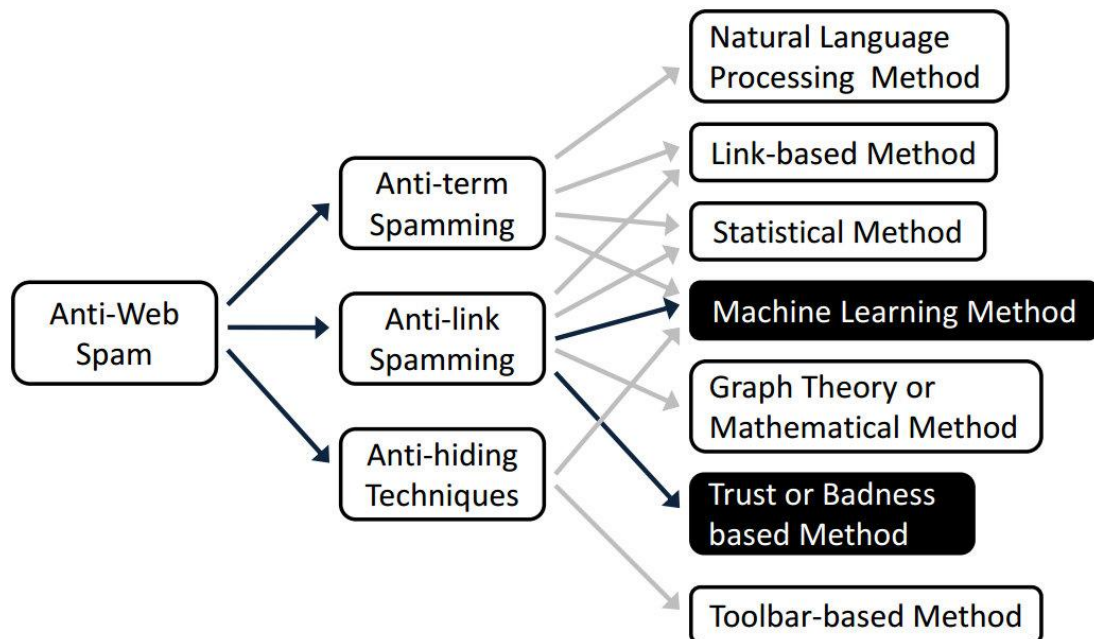 Anti-Web
Spam
Anti-term
Spamming
Anti-link
Spamming
Anti-hiding
Techniques
Natural Language
Processing Method
Link-based Method
Statistical Method
Machine Learning Method
Graph Theory or
Mathematical Method
Trust or Badness
based Method
Toolbar-based Method